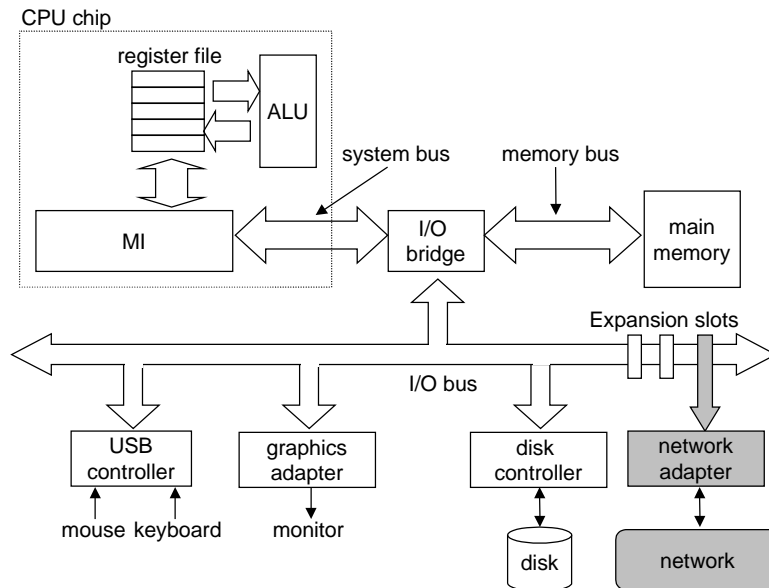 CPU chip
register file
ALU
system bus
memory bus
MI
I/O
bridge
main
memory
Expansion slots
I/O bus
USB
controller
graphics
adapter
disk
controller
network
adapter
mouse keyboard
monitor
disk
network